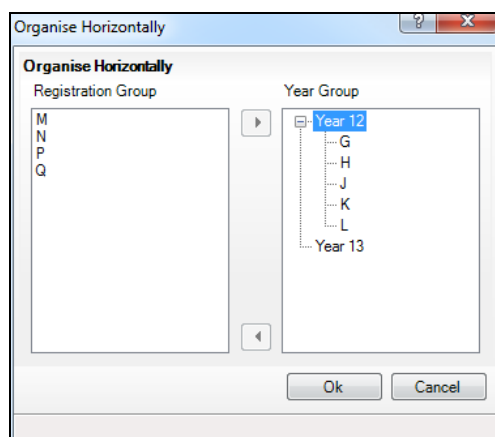 Organise Horizontally
?
X
Organise Horizontally
Registration Group
Year Group
M
N
P
Q
Year 12
G
H
J
K
L
Year 13
Ok
Cancel